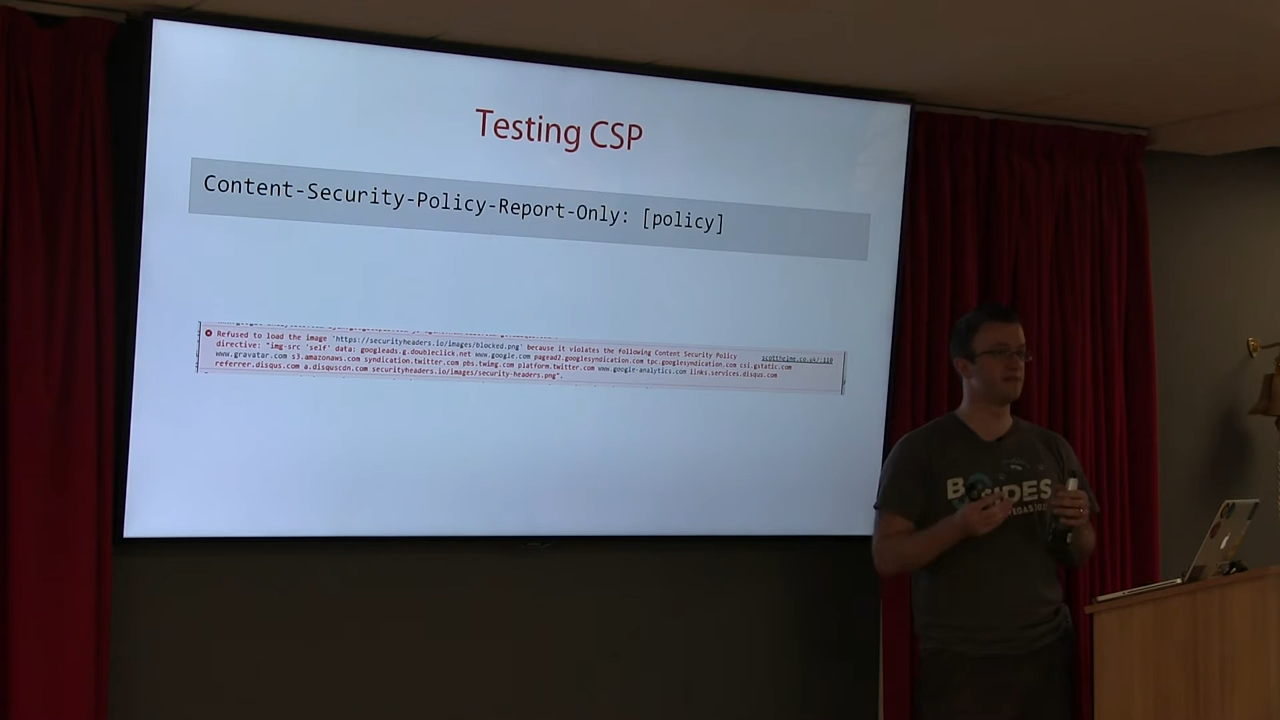 Testing CSP
Content-Security-Policy-Report-Only: [policy]
Refused to load the image 'https://securityheaders.io/images/blocked.png' because it violates the following Content Security Policy
directive: "img-src 'self' data: googleads.g.doubleclick.net www.google.com pagead2.googlesyndication.com tpc.googlesyndication.com csi.gstatic.com
scotthelme.co.uk/:110
www.gravatar.com s3.amazonaws.com syndication.twitter.com pbs.twimg.com platform.twitter.com www.google-analytics.com links.services.disqus.com
referrer.disqus.com a.disquscdn.com securityheaders.io/images/security-headers.png".